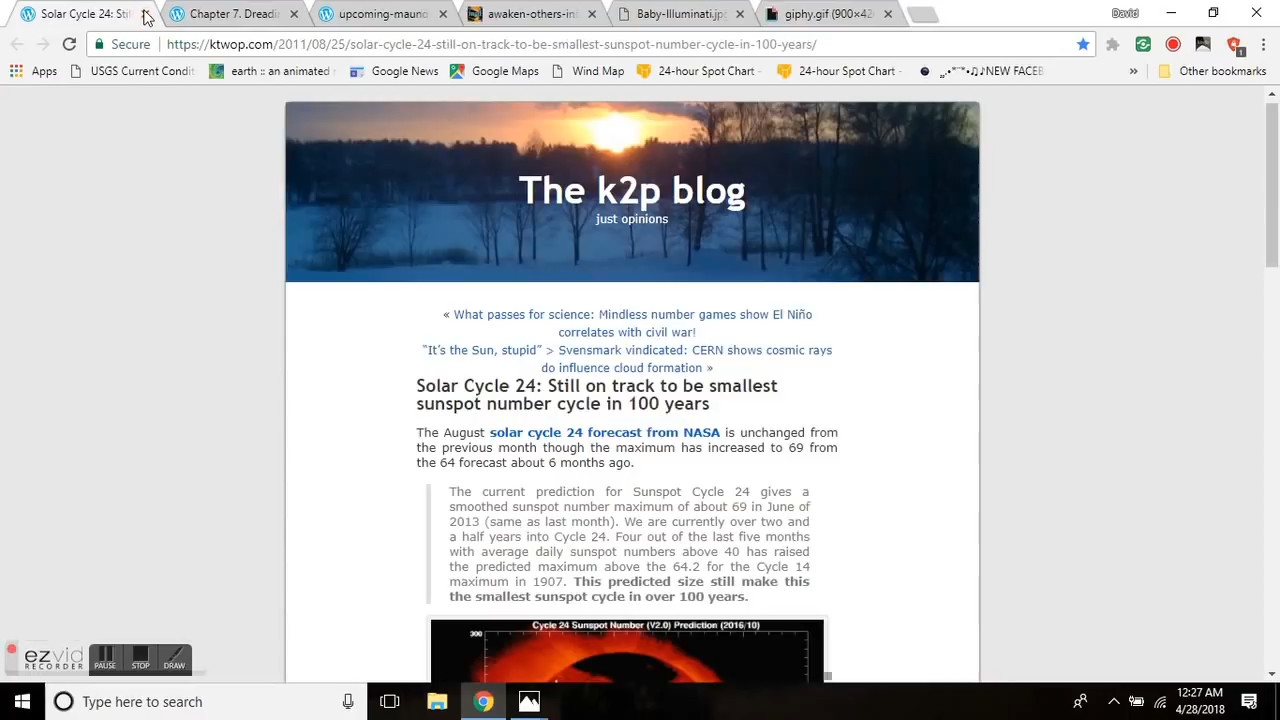 Solar Cycle 24: Sti
Chapter 7. Dreadi
upcoming-mauno
awaken-others-in
Baby-Illuminati.jp
giphy.gif (900×42
David
Secure
https://ktwop.com/2011/08/25/solar-cycle-24-still-on-track-to-be-smallest-sunspot-number-cycle-in-100-years/
1
Apps
USGS Current Condi
earth :: an animated
Google News
Google Maps
Wind Map
24-hour Spot Chart -
24-hour Spot Chart -
NEW FACEB
»
Other bookmarks
The k2p blog
just opinions
« What passes for science: Mindless number games show El Niño
correlates with civil war!
“It’s the Sun, stupid” > Svensmark vindicated: CERN shows cosmic rays
do influence cloud formation »
Solar Cycle 24: Still on track to be smallest
sunspot number cycle in 100 years
The August solar cycle 24 forecast from NASA is unchanged from
the previous month though the maximum has increased to 69 from
the 64 forecast about 6 months ago.
The current prediction for Sunspot Cycle 24 gives a
smoothed sunspot number maximum of about 69 in June of
2013 (same as last month). We are currently over two and
a half years into Cycle 24. Four out of the last five months
with average daily sunspot numbers above 40 has raised
the predicted maximum above the 64.2 for the Cycle 14
maximum in 1907. This predicted size still make this
the smallest sunspot cycle in over 100 years.
Cycle 24 Sunspot Number (V2.0) Prediction (2016/10)
300
ezvid
RECORDER
PAUSE
STOP
DRAW
Type here to search
12:27 AM
4/28/2018